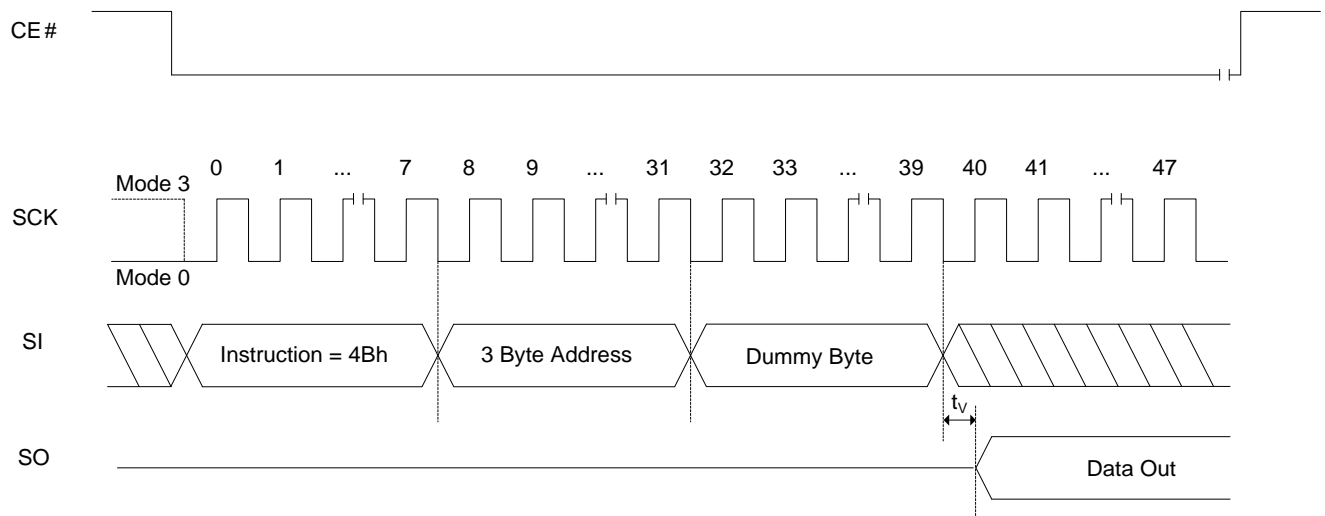 CE#
0 1 ... 7 8 9 ... 31 32 33 ... 39 40 41 ... 47
Mode 3
SCK
Mode 0
SI
Instruction = 4Bh 3 Byte Address Dummy Byte
tV
SO
Data Out